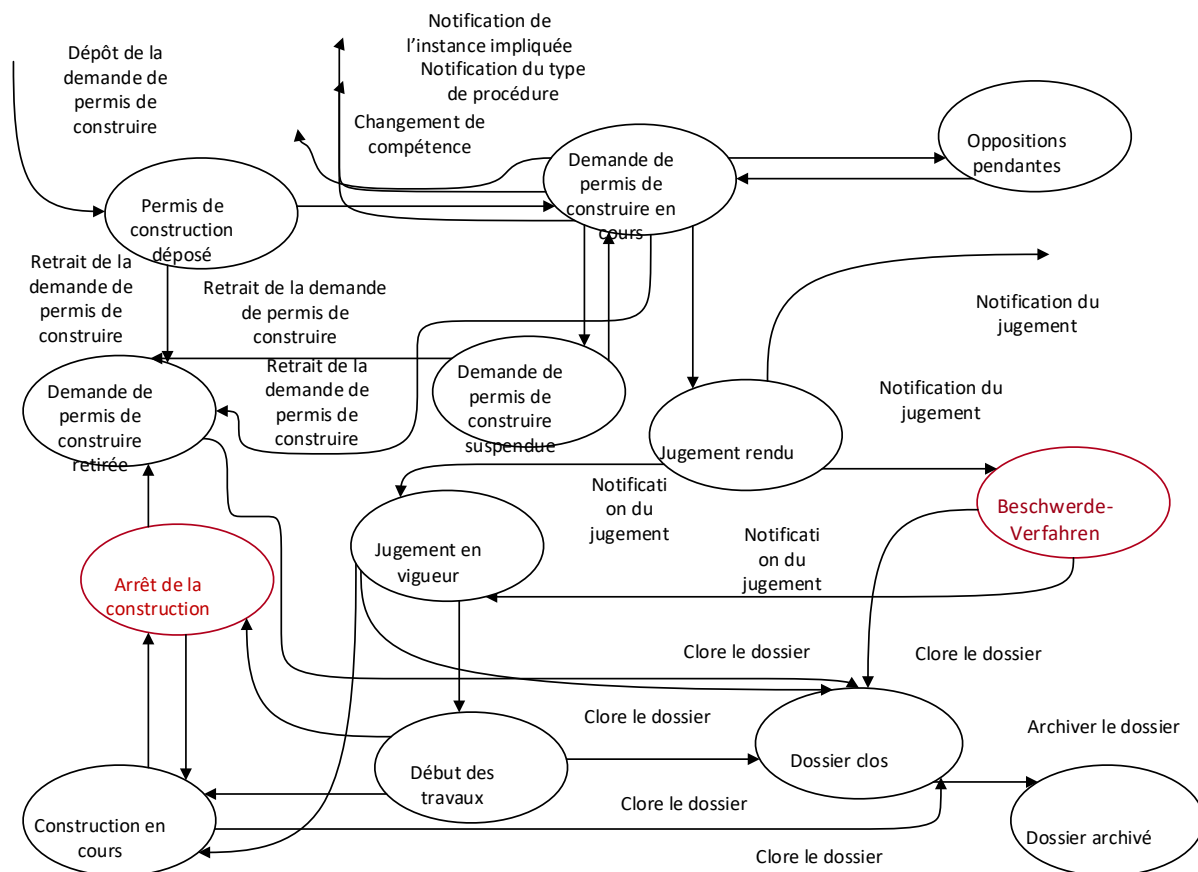 Notification de
l’instance impliquée
Notification du type
de procédure
Dépôt de la
demande de
permis de
construire
Changement de
compétence
Demande de
permis de
construire en
cours
Oppositions
pendantes
Permis de
construction
déposé
Retrait de la
demande de
permis de
construire
Retrait de la demande
de permis de
construire
Notification du
jugement
Demande de
permis de
construire
retirée
Retrait de la
demande de
permis de
construire
Demande de
permis de
construire
suspendue
Notification du
jugement
Jugement rendu
Notificati
on du
jugement
Beschwerde-
Verfahren
Notificati
on du
jugement
Jugement en
vigueur
Arrêt de la
construction
Clore le dossier
Clore le dossier
Clore le dossier
Archiver le dossier
Début des
travaux
Dossier clos
Clore le dossier
Construction en
cours
Dossier archivé
Clore le dossier